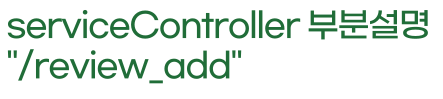 serviceController 부분설명
"/review_add"